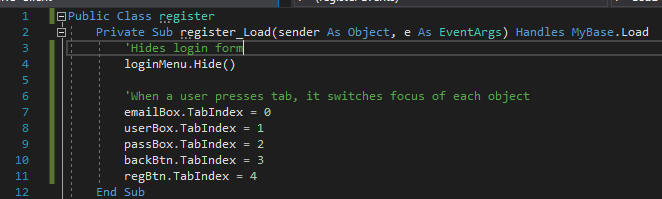 1 Public Class register
2 Private Sub register_Load(sender As Object, e As EventArgs) Handles MyBase.Load
3 'Hides login form
4 loginMenu.Hide()
5
6 'When a user presses tab, it switches focus of each object
7 emailBox.TabIndex = 0
8 userBox.TabIndex = 1
9 passBox.TabIndex = 2
10 backBtn.TabIndex = 3
11 regBtn.TabIndex = 4
12 End Sub